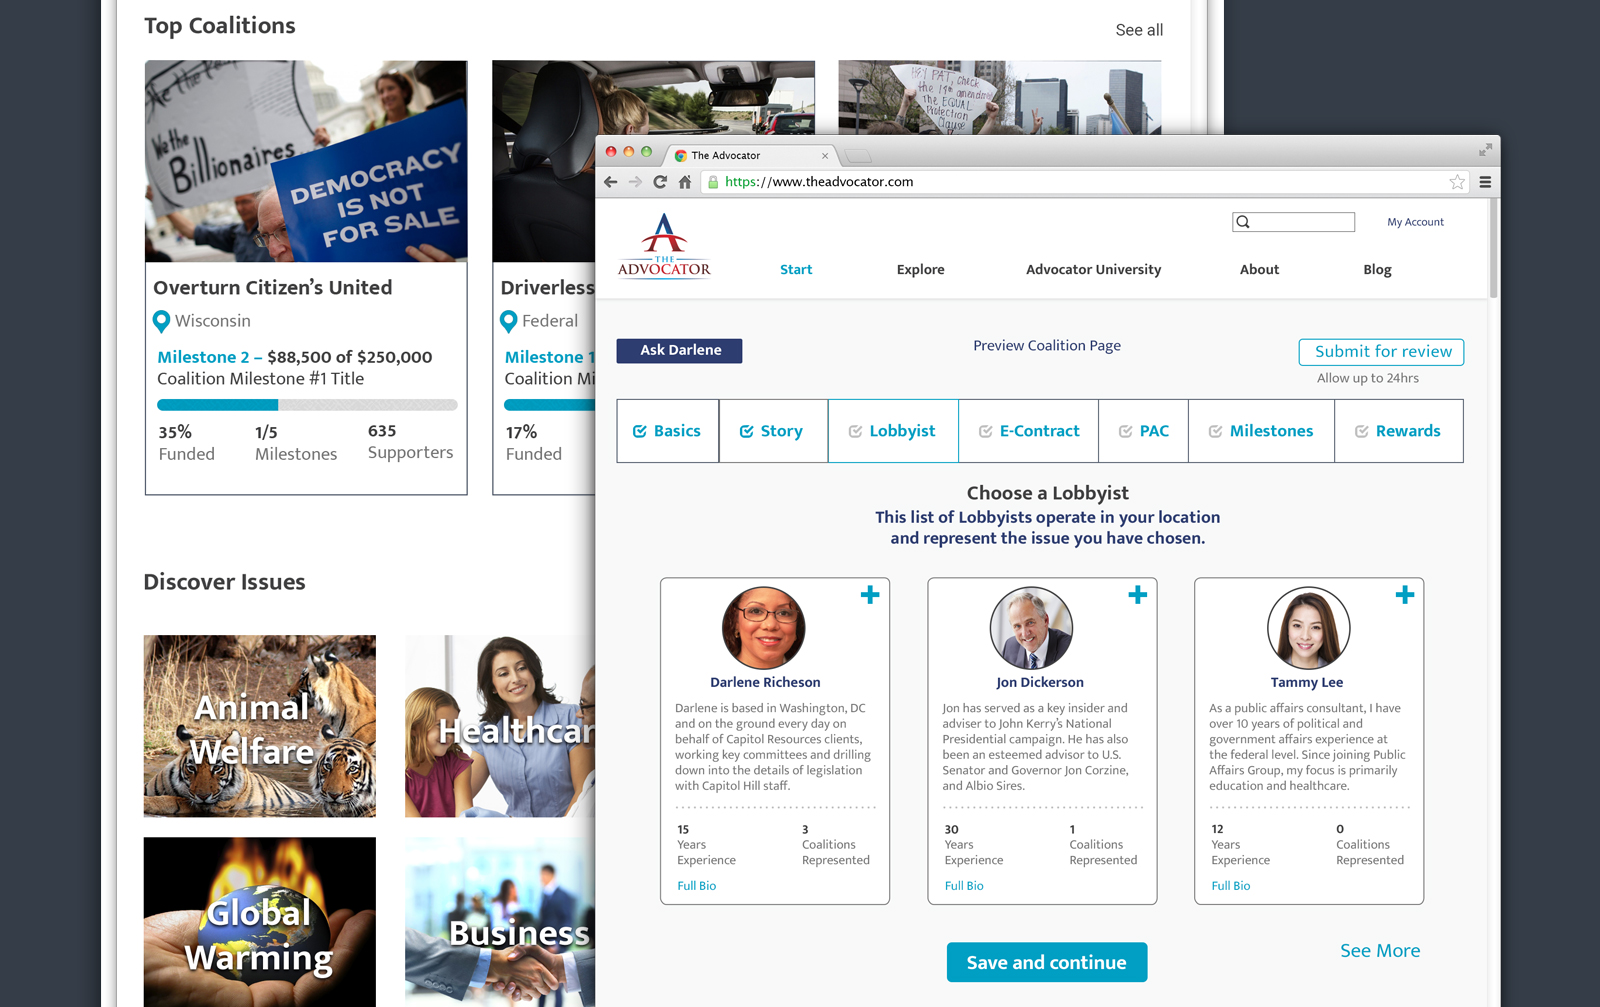 Top Coalitions
See all
We the
Billionaires
DEMOCRACY
IS NOT
FOR SALE
HEY PAT, check
the 14th amendment
THE EQUAL
Protection
Clause
Overturn Citizen's United
Wisconsin
Milestone 2 – $88,500 of $250,000
Coalition Milestone #1 Title
35%
Funded
1/5
Milestones
635
Supporters
Driverless
Federal
Milestone 1
Coalition Mi
17%
Funded
Discover Issues
Animal
Welfare
Healthcar
Global
Warming
Business
The Advocator
https://www.theadvocator.com
THE
ADVOCATOR
My Account
Start
Explore
Advocator University
About
Blog
Ask Darlene
Preview Coalition Page
Submit for review
Allow up to 24hrs
Basics
Story
Lobbyist
E-Contract
PAC
Milestones
Rewards
Choose a Lobbyist
This list of Lobbyists operate in your location
and represent the issue you have chosen.
Darlene Richeson
Darlene is based in Washington, DC
and on the ground every day on
behalf of Capitol Resources clients,
working key committees and drilling
down into the details of legislation
with Capitol Hill staff.
15
Years
Experience
3
Coalitions
Represented
Full Bio
Jon Dickerson
Jon has served as a key insider and
adviser to John Kerry's National
Presidential campaign. He has also
been an esteemed advisor to U.S.
Senator and Governor Jon Corzine,
and Albio Sires.
30
Years
Experience
1
Coalitions
Represented
Full Bio
Tammy Lee
As a public affairs consultant, I have
over 10 years of political and
government affairs experience at
the federal level. Since joining Public
Affairs Group, my focus is primarily
education and healthcare.
12
Years
Experience
0
Coalitions
Represented
Full Bio
Save and continue
See More